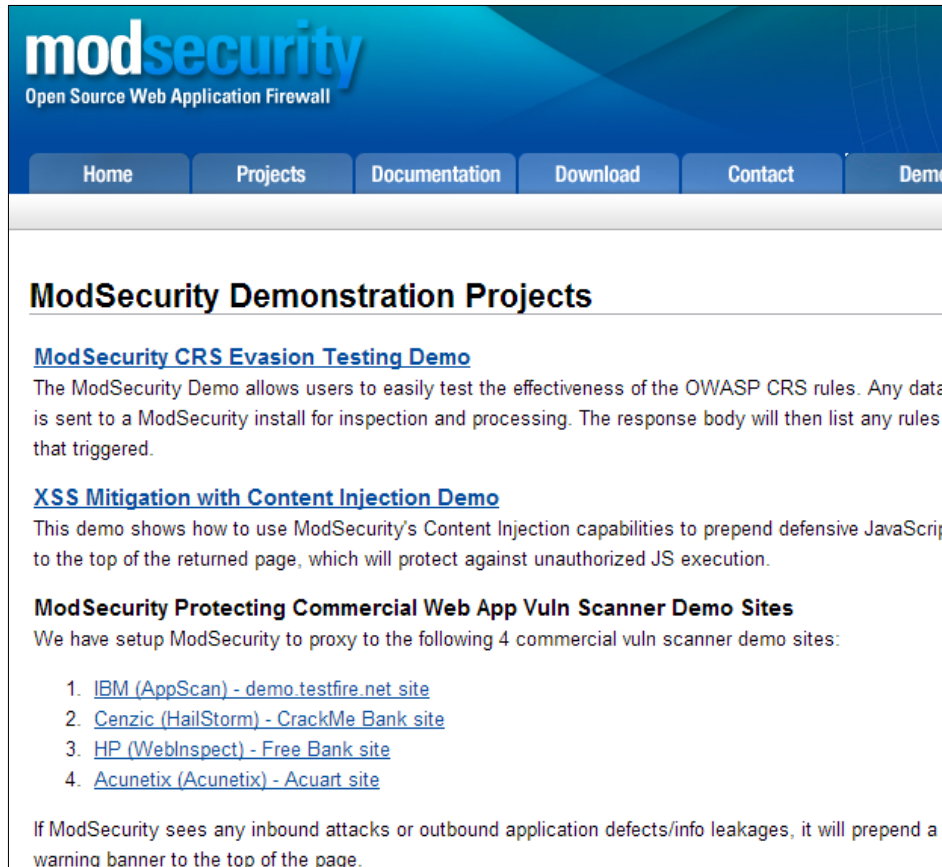 modsecurity
Open Source Web Application Firewall
Home Projects Documentation Download Contact Demo
ModSecurity Demonstration Projects
ModSecurity CRS Evasion Testing Demo
The ModSecurity Demo allows users to easily test the effectiveness of the OWASP CRS rules. Any data
is sent to a ModSecurity install for inspection and processing. The response body will then list any rules
that triggered.
XSS Mitigation with Content Injection Demo
This demo shows how to use ModSecurity's Content Injection capabilities to prepend defensive JavaScrip
to the top of the returned page, which will protect against unauthorized JS execution.
ModSecurity Protecting Commercial Web App Vuln Scanner Demo Sites
We have setup ModSecurity to proxy to the following 4 commercial vuln scanner demo sites:
1. IBM (AppScan) - demo.testfire.net site
2. Cenzic (HailStorm) - CrackMe Bank site
3. HP (WebInspect) - Free Bank site
4. Acunetix (Acunetix) - Acuart site
If ModSecurity sees any inbound attacks or outbound application defects/info leakages, it will prepend a
warning banner to the top of the page.